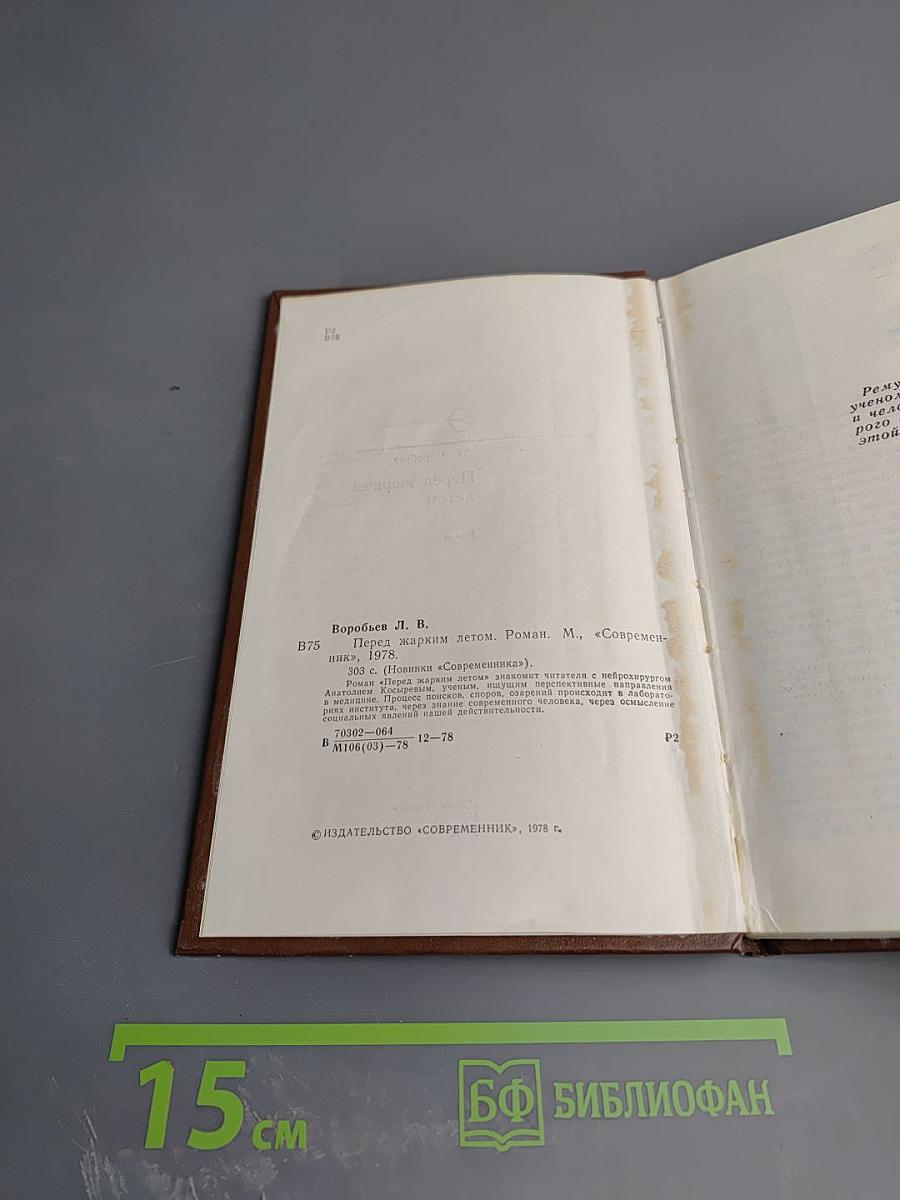 Р2
В75
Воробьев Л. В.
В75 Перед жарким летом. Роман. М., «Современ-
ник», 1978.
303 с. (Новинки «Современника»).
Роман «Перед жарким летом» знакомит читателя с нейрохирургом
Анатолием Косыревым, ученым, ищущим перспективные направления
в медицине. Процесс поисков, споров, озарений происходит в лаборато-
риях института, через знание современного человека, через осмысление
социальных явлений нашей действительности.
В 70302—064
М106(03)—78 12—78 Р2
© ИЗДАТЕЛЬСТВО «СОВРЕМЕННИК», 1978 г.
Рему
ученом
и чело
рого
этой
15 см
БФ БИБЛИОФАН